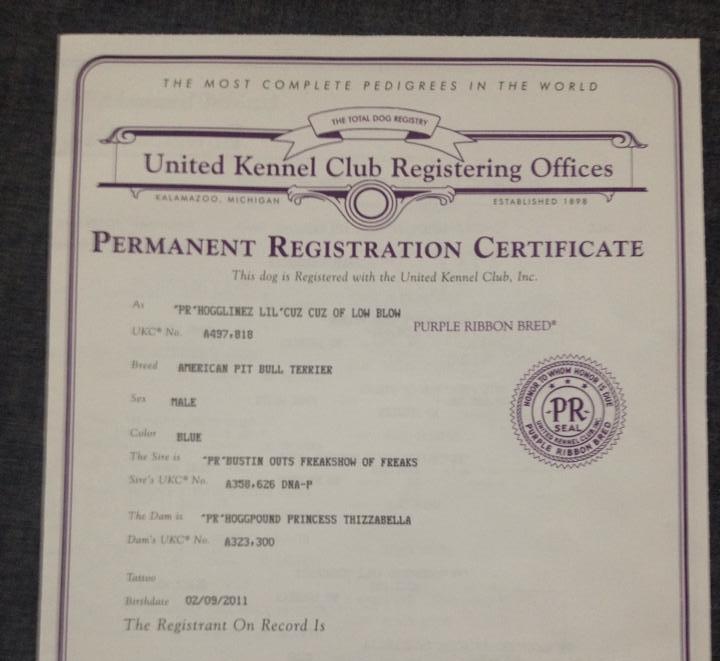 THE MOST COMPLETE PEDIGREES IN THE WORLD
THE TOTAL DOG REGISTRY
United Kennel Club Registering Offices
KALAMAZOO, MICHIGAN ESTABLISHED 1898
PERMANENT REGISTRATION CERTIFICATE
This dog is Registered with the United Kennel Club, Inc.
As "PR"HOGGLINEZ LIL'CUZ CUZ OF LOW BLOW
UKC® No. A497,818
PURPLE RIBBON BRED®
Breed AMERICAN PIT BULL TERRIER
Sex MALE
HONOR TO WHOM HONOR IS DUE
-PR-
SEAL
UNITED KENNEL CLUB, INC.
PURPLE RIBBON BRED
Color BLUE
The Sire is "PR"BUSTIN OUTS FREAKSHOW OF FREAKS
Sire's UKC® No. A358,626 DNA-P
The Dam is "PR"HOGGPOUND PRINCESS THIZZABELLA
Dam's UKC® No. A323,300
Tattoo
Birthdate 02/09/2011
The Registrant On Record Is